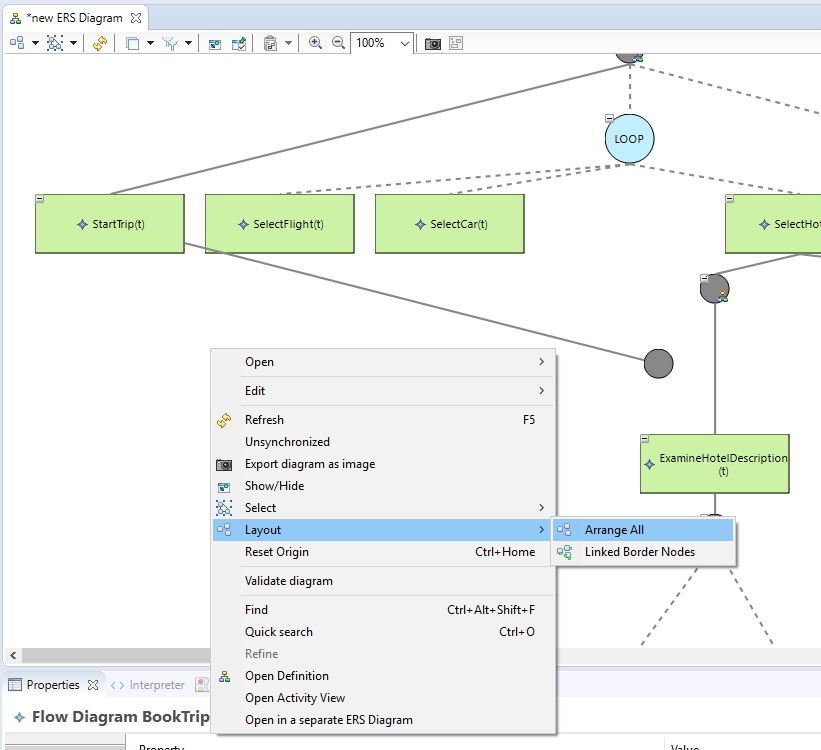 *new ERS Diagram
100%
LOOP
StartTrip(t)
SelectFlight(t)
SelectCar(t)
SelectHot
Open
Edit
Refresh F5
Unsynchronized
Export diagram as image
Show/Hide
Select
Layout
Reset Origin Ctrl+Home
Validate diagram
Find Ctrl+Alt+Shift+F
Quick search Ctrl+O
Refine
Open Definition
Open Activity View
Open in a separate ERS Diagram
Arrange All
Linked Border Nodes
ExamineHotelDescription
(t)
Properties
Interpreter
Flow Diagram BookTrip
Property
Value